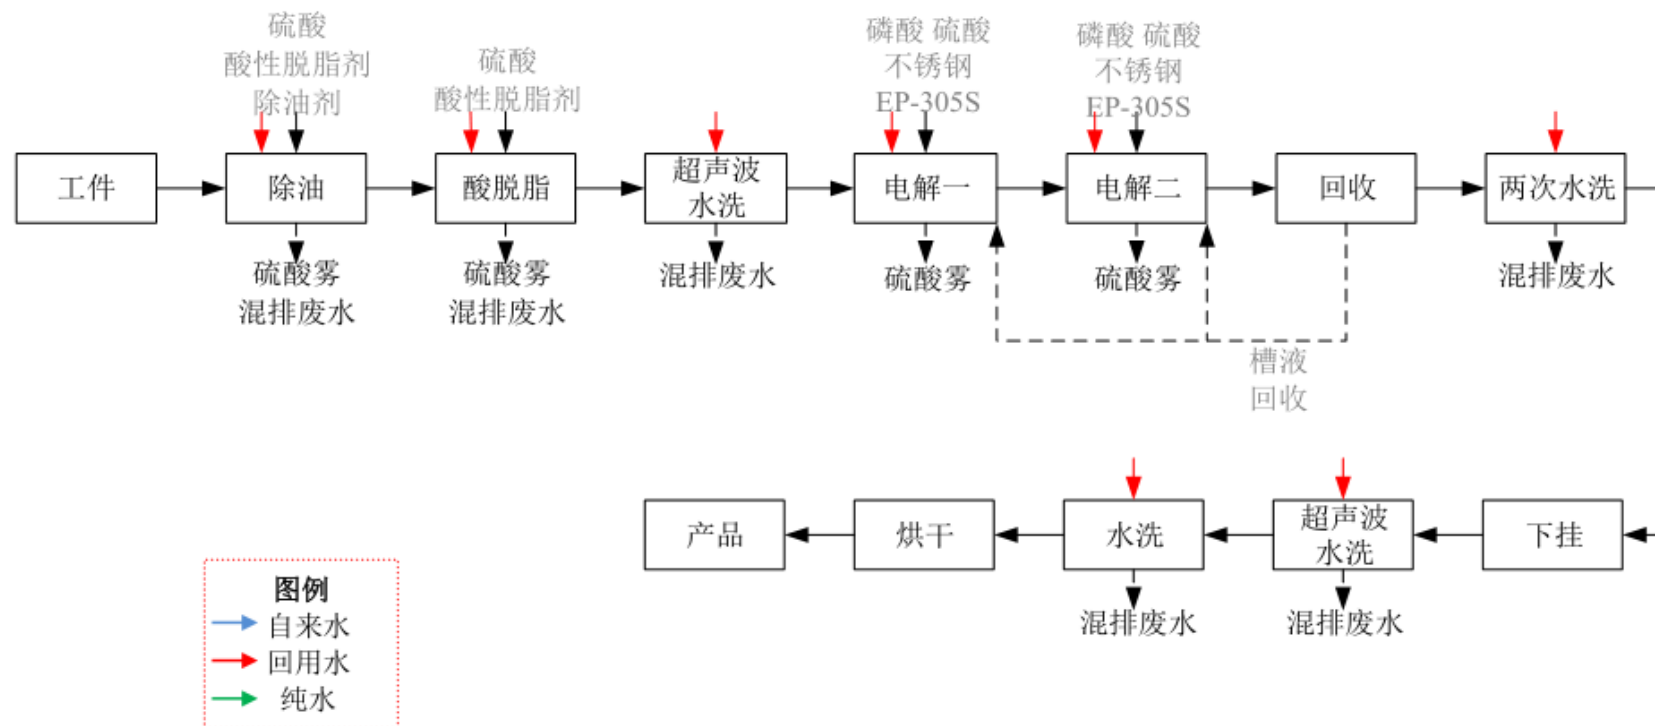 硫酸
酸性脱脂剂
除油剂
硫酸
酸性脱脂剂
磷酸 硫酸
不锈钢
EP-305S
磷酸 硫酸
不锈钢
EP-305S
工件
除油
酸脱脂
超声波
水洗
电解一
电解二
回收
两次水洗
硫酸雾
混排废水
硫酸雾
混排废水
混排废水
硫酸雾
硫酸雾
混排废水
槽液
回收
产品
烘干
水洗
超声波
水洗
下挂
混排废水
混排废水
图例
自来水
回用水
纯水